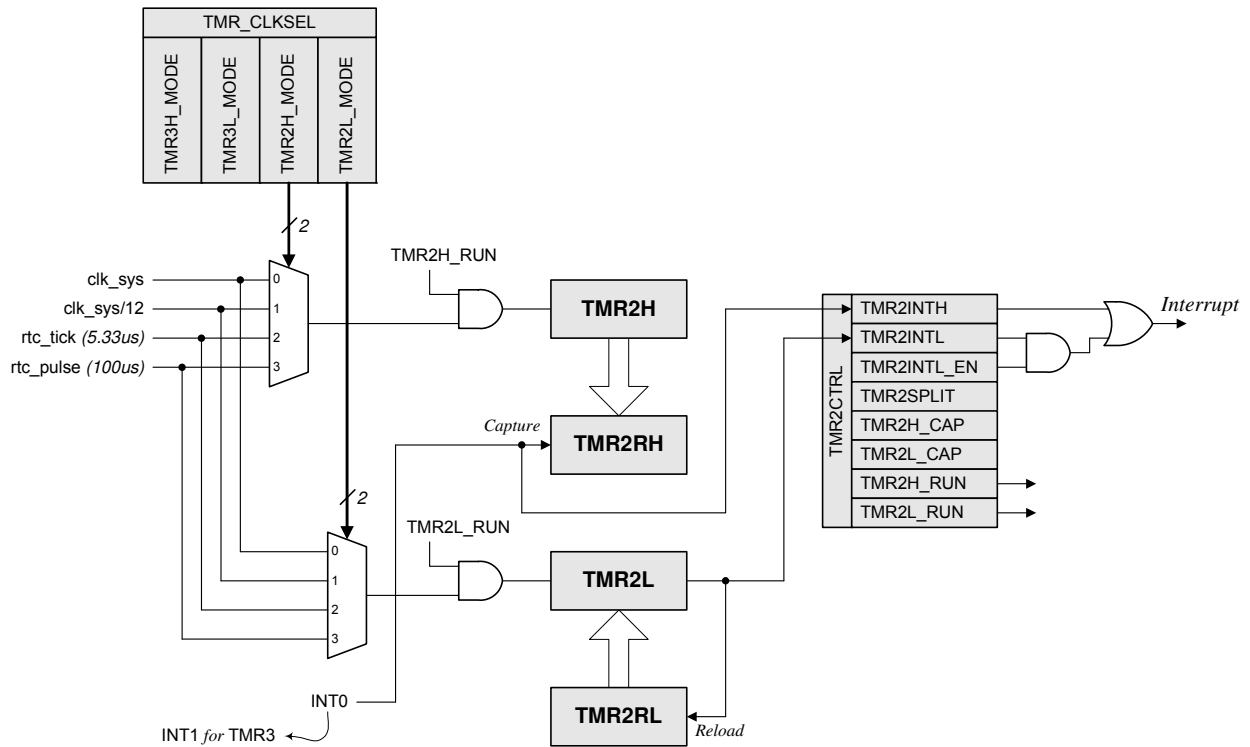 TMR_CLKSEL
TMR3H_MODE
TMR3L_MODE
TMR2H_MODE
TMR2L_MODE
2
clk_sys
clk_sys/12
rtc_tick (5.33us)
rtc_pulse (100us)
0
1
2
3
TMR2H_RUN
TMR2H
Capture
TMR2RH
2
0
1
2
3
TMR2L_RUN
TMR2L
TMR2RL
Reload
INT0
INT1 for TMR3
TMR2CTRL
TMR2INTH
TMR2INTL
TMR2INTL_EN
TMR2SPLIT
TMR2H_CAP
TMR2L_CAP
TMR2H_RUN
TMR2L_RUN
Interrupt